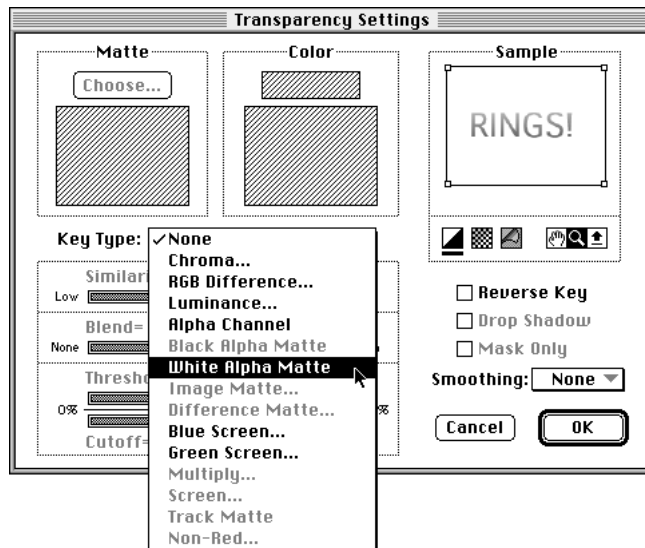 Transparency Settings
Matte
Color
Sample
Choose...
RINGS!
Key Type:
✓None
Chroma...
RGB Difference...
Luminance...
Alpha Channel
Black Alpha Matte
White Alpha Matte
Image Matte...
Difference Matte...
Blue Screen...
Green Screen...
Multiply...
Screen...
Track Matte
Non-Red...
Low
Blend=
None
0%
%
Cutoff=
Reverse Key
Drop Shadow
Mask Only
Smoothing: None
Cancel
OK